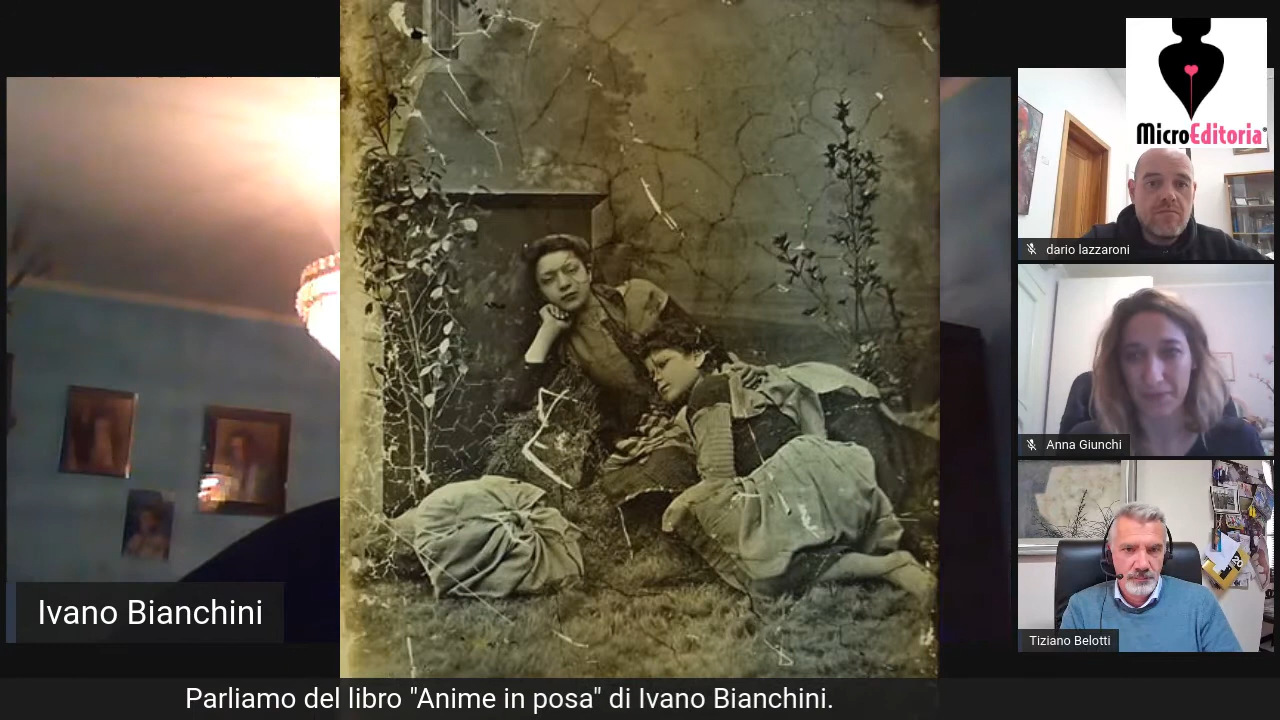 MicroEditoria
dario lazzaroni
Anna Giunchi
Tiziano Belotti
Ivano Bianchini
Parliamo del libro "Anime in posa" di Ivano Bianchini.